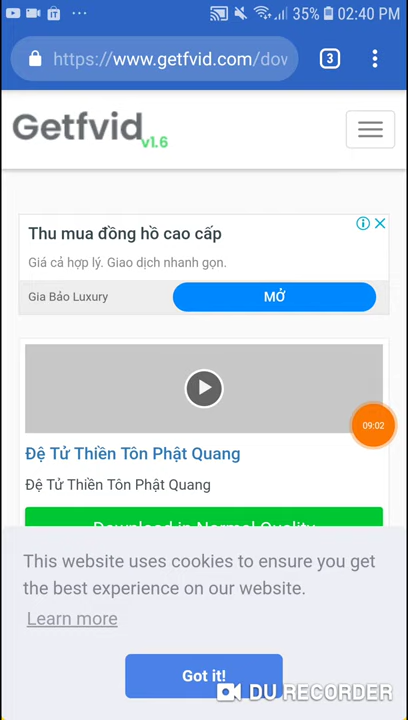 35% 02:40 PM
https://www.getfvid.com/dov
3
Getfvid
v1.6
Thu mua đồng hồ cao cấp
Giá cả hợp lý. Giao dịch nhanh gọn.
Gia Bảo Luxury
MỞ
09:02
Đệ Tử Thiền Tôn Phật Quang
Đệ Tử Thiền Tôn Phật Quang
Download in Normal Quality
This website uses cookies to ensure you get
the best experience on our website.
Learn more
Got it!
DU RECORDER